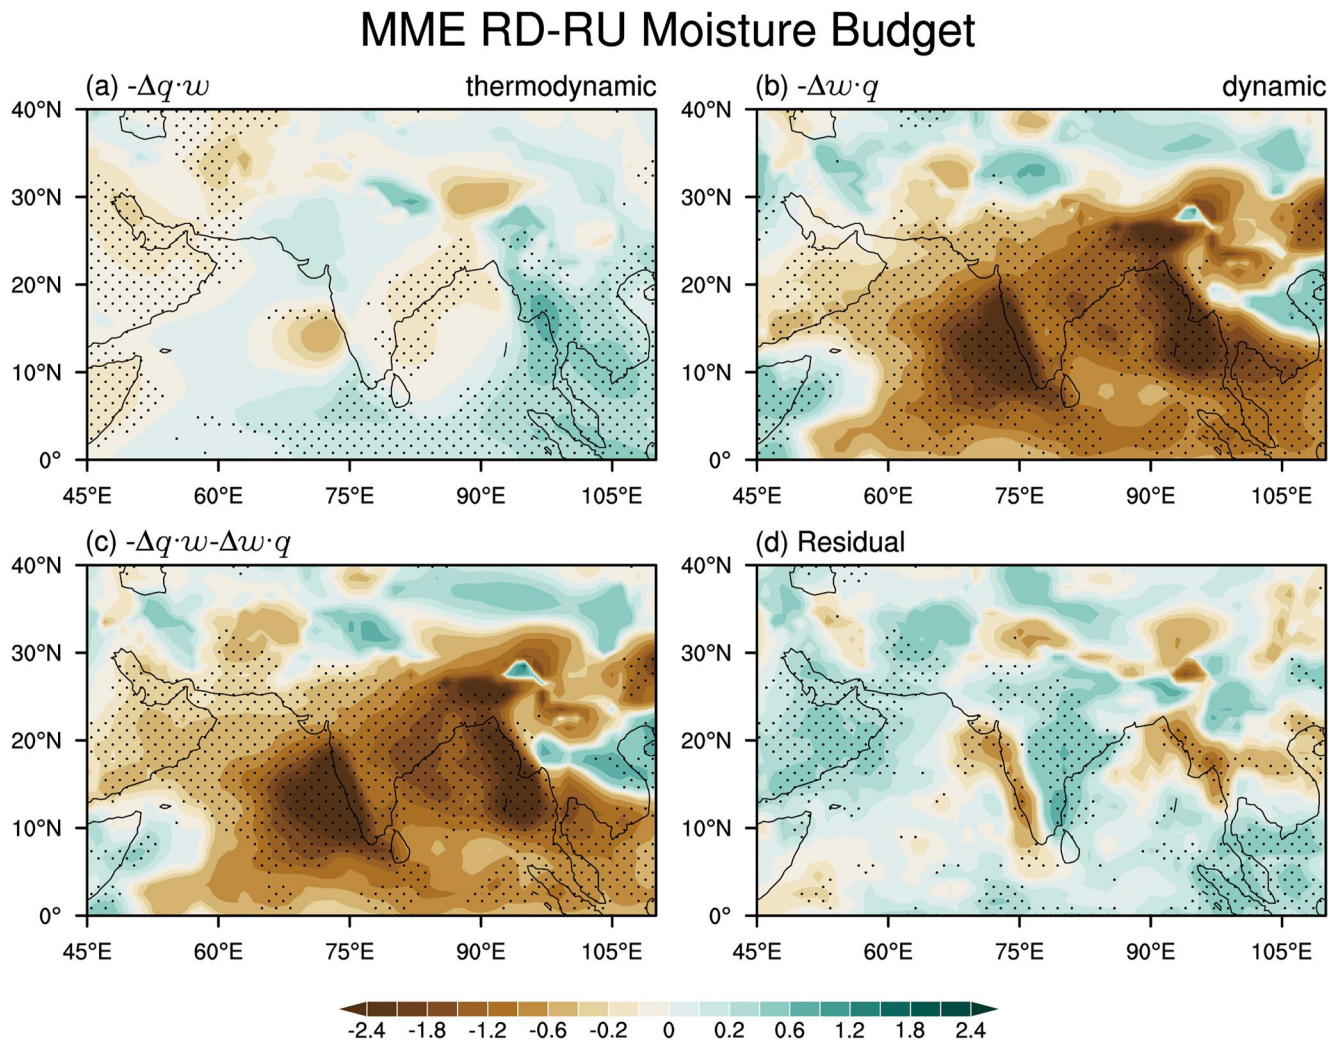 MME RD-RU Moisture Budget
(a) -Δq·w thermodynamic
(b) -Δw·q dynamic
40°N
30°N
20°N
10°N
0°
45°E 60°E 75°E 90°E 105°E
40°N
30°N
20°N
10°N
0°
45°E 60°E 75°E 90°E 105°E
(c) -Δq·w-Δw·q
(d) Residual
40°N
30°N
20°N
10°N
0°
45°E 60°E 75°E 90°E 105°E
40°N
30°N
20°N
10°N
0°
45°E 60°E 75°E 90°E 105°E
-2.4 -1.8 -1.2 -0.6 -0.2 0 0.2 0.6 1.2 1.8 2.4